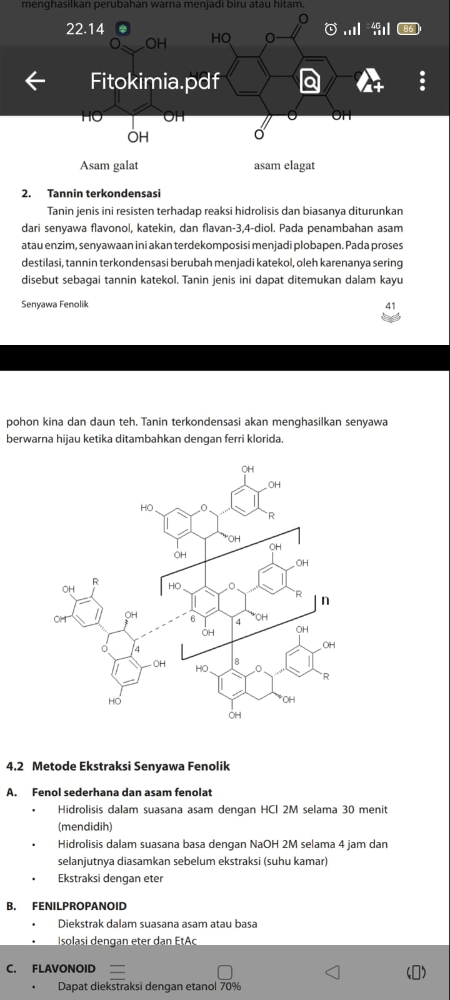 menghasilkan perubahan warna menjadi biru atau hitam.
22.14
4G
86
Fitokimia.pdf
O
OH
HO
OH
OH
HO
O
O
HO
O
OH
O
Asam galat
asam elagat
2. Tannin terkondensasi
Tanin jenis ini resisten terhadap reaksi hidrolisis dan biasanya diturunkan
dari senyawa flavonol, katekin, dan flavan-3,4-diol. Pada penambahan asam
atau enzim, senyawaan ini akan terdekomposisi menjadi plobapen. Pada proses
destilasi, tannin terkondensasi berubah menjadi katekol, oleh karenanya sering
disebut sebagai tannin katekol. Tanin jenis ini dapat ditemukan dalam kayu
Senyawa Fenolik
41
pohon kina dan daun teh. Tanin terkondensasi akan menghasilkan senyawa
berwarna hijau ketika ditambahkan dengan ferri klorida.
OH
OH
HO
O
R
OH
OH
OH
OH
R
HO
O
OH
R
n
OH
OH
6
4
OH
OH
OH
OH
O
4
OH
8
HO
O
R
HO
OH
OH
4.2 Metode Ekstraksi Senyawa Fenolik
A. Fenol sederhana dan asam fenolat
• Hidrolisis dalam suasana asam dengan HCl 2M selama 30 menit
(mendidih)
• Hidrolisis dalam suasana basa dengan NaOH 2M selama 4 jam dan
selanjutnya diasamkan sebelum ekstraksi (suhu kamar)
• Ekstraksi dengan eter
B. FENILPROPANOID
• Diekstrak dalam suasana asam atau basa
• Isolasi dengan eter dan EtAc
C. FLAVONOID
• Dapat diekstraksi dengan etanol 70%